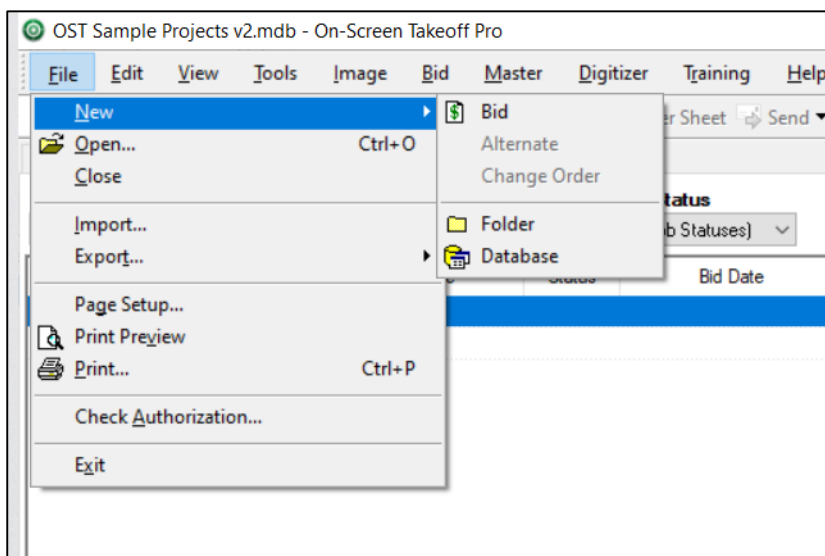 OST Sample Projects v2.mdb - On-Screen Takeoff Pro
File Edit View Tools Image Bid Master Digitizer Training Help
New
Open... Ctrl+O
Close
Import...
Export...
Page Setup...
Print Preview
Print... Ctrl+P
Check Authorization...
Exit
Bid
Alternate
Change Order
Folder
Database
Sheet Send
Statuses)
Bid Date